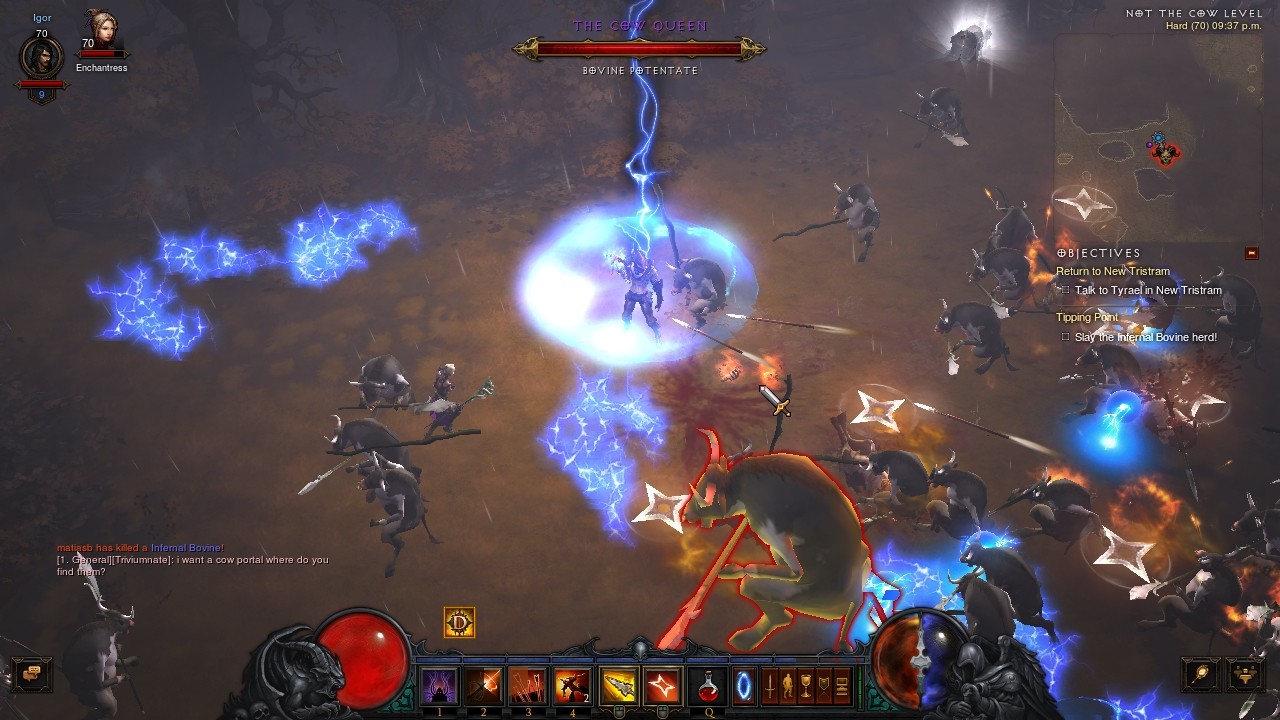 Igor
70
70
Enchantress
9
THE COW QUEEN
BOVINE POTENTATE
NOT THE COW LEVEL
Hard (70) 09:37 p.m.
OBJECTIVES
Return to New Tristram
Talk to Tyrael in New Tristram
Tipping Point
Slay the Infernal Bovine herd!
matiasb has killed a Infernal Bovine!
[1. General][Triviumnate]: i want a cow portal where do you
find them?
D
2
1 2 3 4 Q